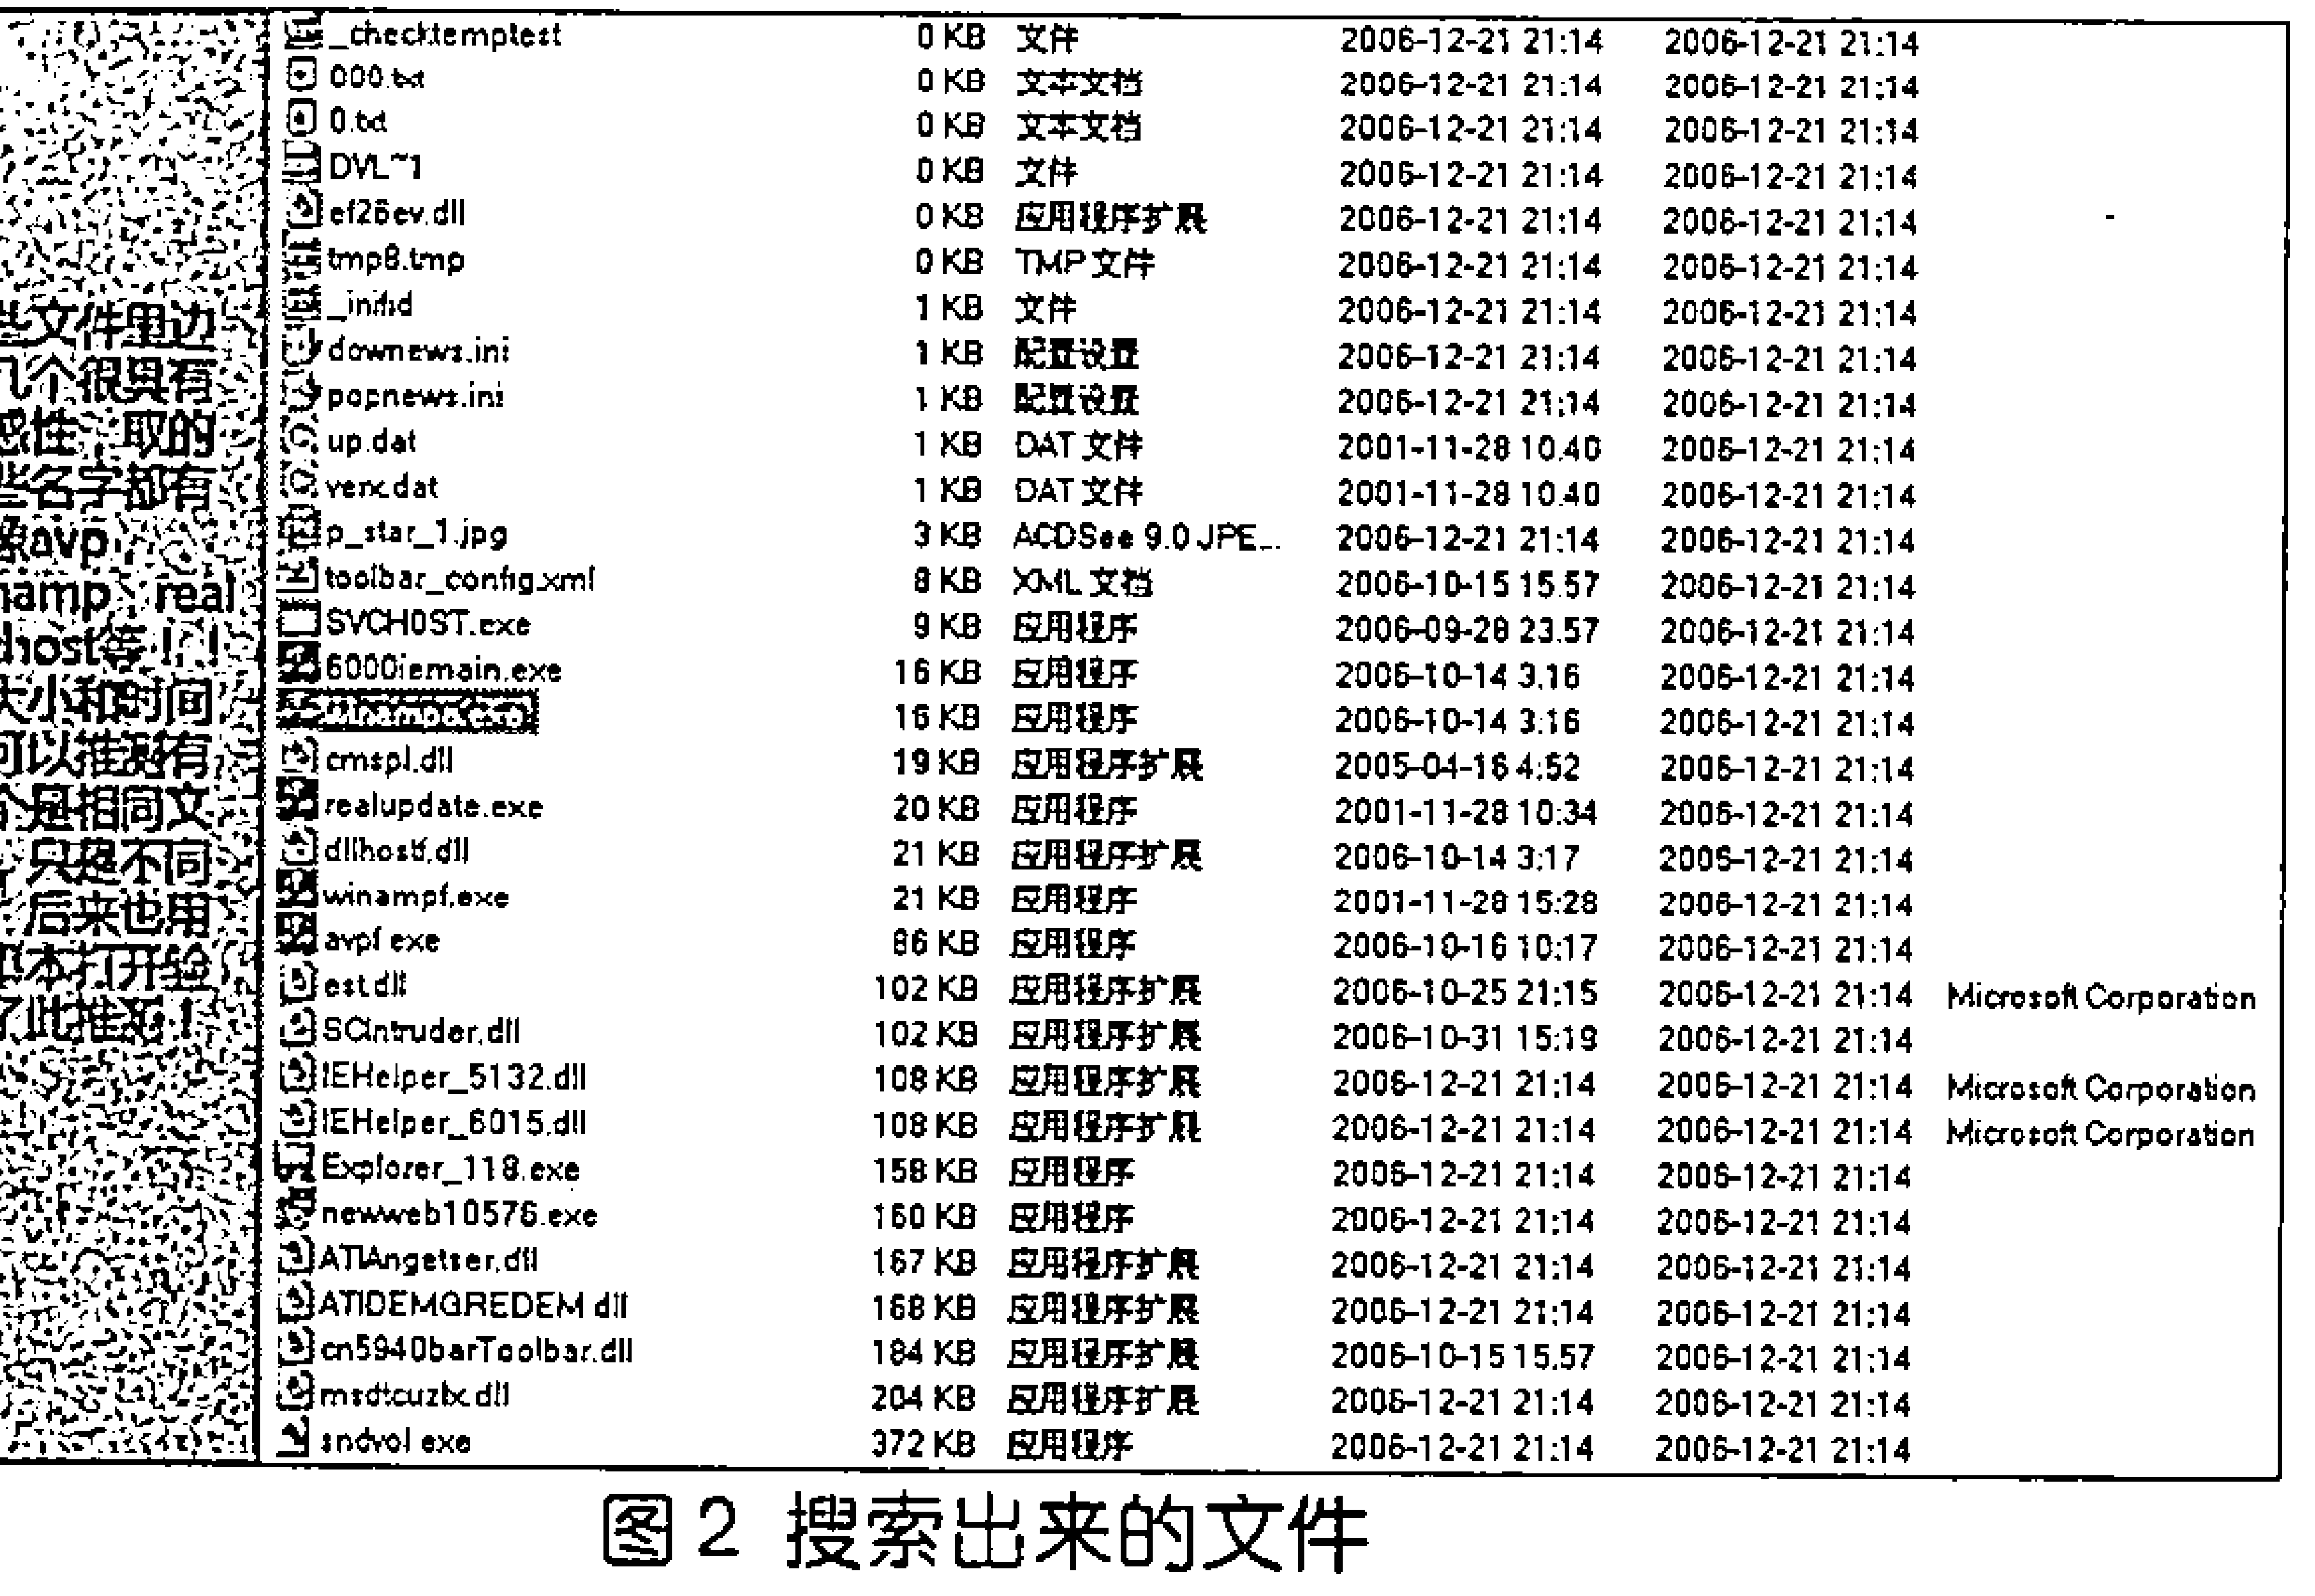 些文件里边
几个很具有
惑性，取的
些名字都有
象avp，
namp、real
dlhost等！！
大小和时间
可以推测有
个是相同文
，只是不同
后来也用
本打开验
了此推测！
_checktemptest 0 KB 文件 2006-12-21 21:14 2006-12-21 21:14
000.txt 0 KB 文本文档 2006-12-21 21:14 2006-12-21 21:14
0.txt 0 KB 文本文档 2006-12-21 21:14 2006-12-21 21:14
DVL~1 0 KB 文件 2006-12-21 21:14 2006-12-21 21:14
ef26ev.dll 0 KB 应用程序扩展 2006-12-21 21:14 2006-12-21 21:14
tmp8.tmp 0 KB TMP 文件 2006-12-21 21:14 2006-12-21 21:14
1 KB 文件 2006-12-21 21:14 2006-12-21 21:14
downews.ini 1 KB 配置设置 2006-12-21 21:14 2006-12-21 21:14
popnews.ini 1 KB 配置设置 2006-12-21 21:14 2006-12-21 21:14
up.dat 1 KB DAT 文件 2001-11-28 10:40 2006-12-21 21:14
verx.dat 1 KB DAT 文件 2001-11-28 10:40 2006-12-21 21:14
p_star_1.jpg 3 KB ACDSee 9.0 JPE... 2006-12-21 21:14 2006-12-21 21:14
toolbar_config.xml 8 KB XML 文档 2006-10-15 15:57 2006-12-21 21:14
SVCH0ST.exe 9 KB 应用程序 2006-09-28 23:57 2006-12-21 21:14
6000iemain.exe 16 KB 应用程序 2006-10-14 3:16 2006-12-21 21:14
16 KB 应用程序 2006-10-14 3:16 2006-12-21 21:14
cmspl.dll 19 KB 应用程序扩展 2005-04-16 4:52 2006-12-21 21:14
realupdate.exe 20 KB 应用程序 2001-11-28 10:34 2006-12-21 21:14
dllhostf.dll 21 KB 应用程序扩展 2006-10-14 3:17 2006-12-21 21:14
winampf.exe 21 KB 应用程序 2001-11-28 15:28 2006-12-21 21:14
avpf.exe 86 KB 应用程序 2006-10-16 10:17 2006-12-21 21:14
est.dll 102 KB 应用程序扩展 2006-10-25 21:15 2006-12-21 21:14 Microsoft Corporation
SCIntruder.dll 102 KB 应用程序扩展 2006-10-31 15:19 2006-12-21 21:14
IEHelper_5132.dll 108 KB 应用程序扩展 2006-12-21 21:14 2006-12-21 21:14 Microsoft Corporation
IEHelper_6015.dll 108 KB 应用程序扩展 2006-12-21 21:14 2006-12-21 21:14 Microsoft Corporation
Explorer_118.exe 158 KB 应用程序 2006-12-21 21:14 2006-12-21 21:14
newweb10576.exe 160 KB 应用程序 2006-12-21 21:14 2006-12-21 21:14
ATIAngetser.dll 167 KB 应用程序扩展 2006-12-21 21:14 2006-12-21 21:14
ATIDEMGREDEM.dll 168 KB 应用程序扩展 2006-12-21 21:14 2006-12-21 21:14
cn5940barToolbar.dll 184 KB 应用程序扩展 2006-10-15 15:57 2006-12-21 21:14
msdtcuzlx.dll 204 KB 应用程序扩展 2006-12-21 21:14 2006-12-21 21:14
sndvol.exe 372 KB 应用程序 2006-12-21 21:14 2006-12-21 21:14
图 2 搜索出来的文件